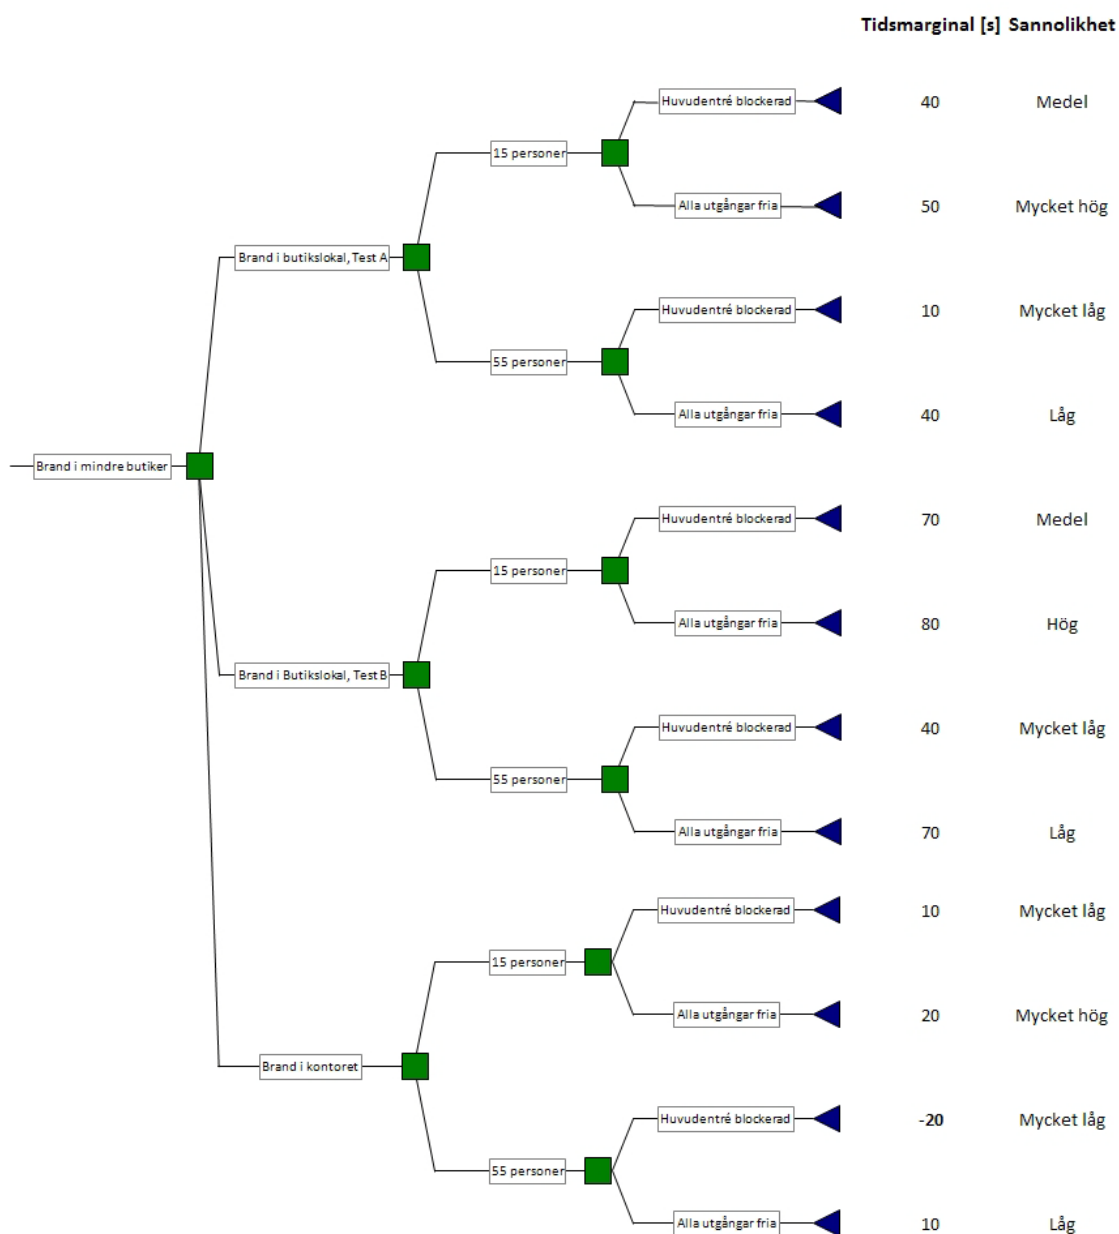 Tidsmarginal [s] Sannolikhet
Huvudentré blockerad 40 Medel
15 personer
Alla utgångar fria 50 Mycket hög
Brand i butikslokal, Test A
Huvudentré blockerad 10 Mycket låg
55 personer
Alla utgångar fria 40 Låg
Brand i mindre butiker
Huvudentré blockerad 70 Medel
15 personer
Alla utgångar fria 80 Hög
Brand i Butikslokal, Test B
Huvudentré blockerad 40 Mycket låg
55 personer
Alla utgångar fria 70 Låg
Huvudentré blockerad 10 Mycket låg
15 personer
Alla utgångar fria 20 Mycket hög
Brand i kontoret
Huvudentré blockerad -20 Mycket låg
55 personer
Alla utgångar fria 10 Låg